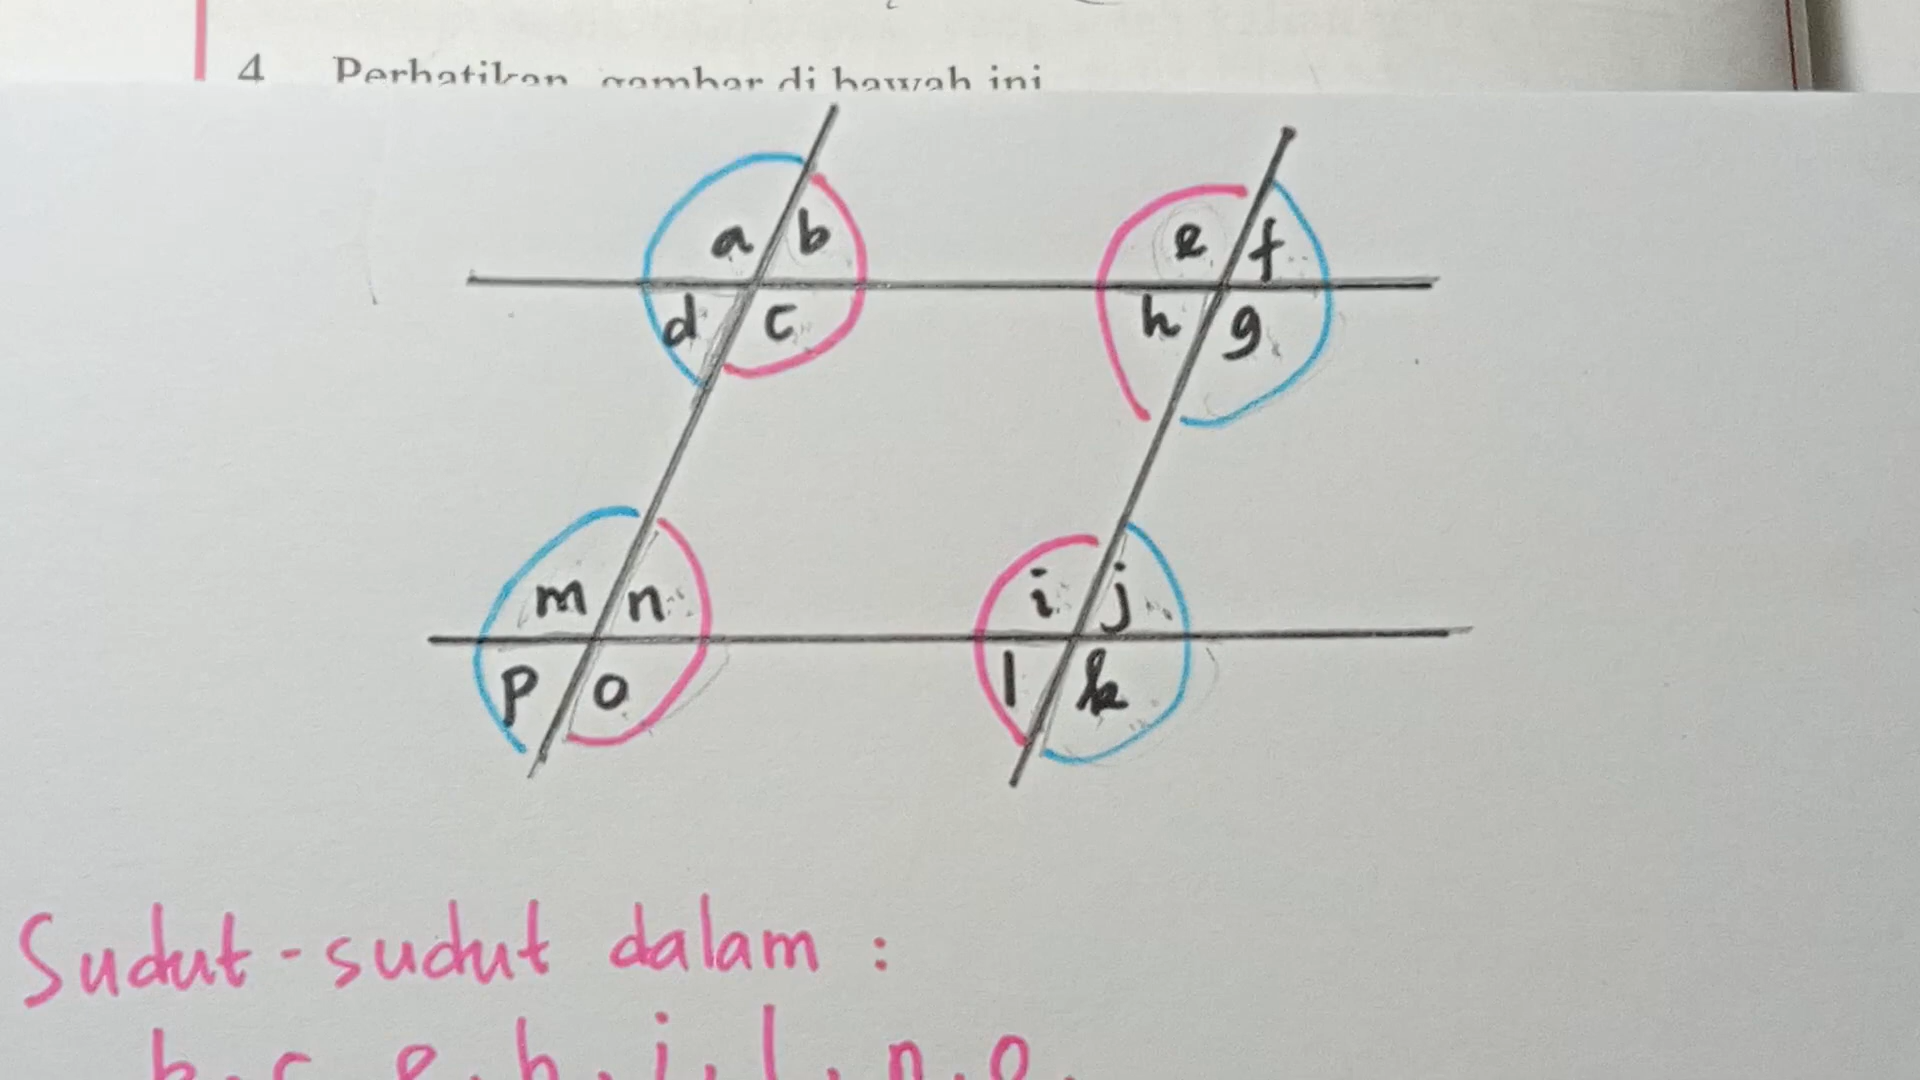 4 Perhatikan gambar di bawah ini
a b
e f
d c
h g
m n
i j
p o
l k
Sudut-sudut dalam :
b, c, e, h, i, l, n, o.